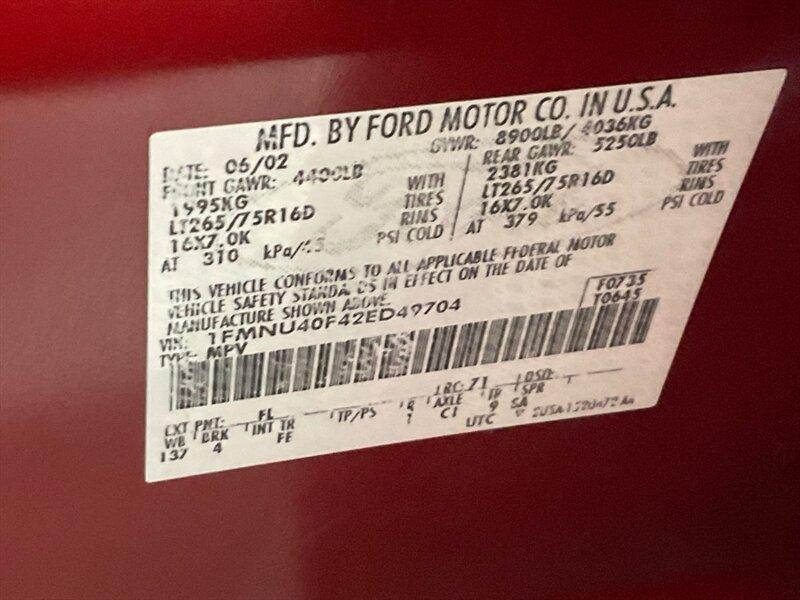 MFD. BY FORD MOTOR CO. IN U.S.A.
DATE: 06/02 GVWR: 8900LB/ 4036KG
FRONT GAWR: 4400LB REAR GAWR: 5250LB
1995KG WITH 2381KG WITH
LT265/75R16D TIRES LT265/75R16D TIRES
16X7.0K RIMS 16X7.0K RIMS
AT 310 kPa/45 PSI COLD AT 379 kPa/55 PSI COLD
THIS VEHICLE CONFORMS TO ALL APPLICABLE FEDERAL MOTOR
VEHICLE SAFETY IN EFFECT ON THE DATE OF
MANUFACTURE SHOWN ABOVE.
VIN: 1FMNU40F42ED49704 F0735
TYPE: MPV T0645
EXT PNT: FL RC: 71 DSO:
WB BRK INT TR TP/PS R AXLE TR SPR
137 4 FE 1 C1 9 SA
UTC